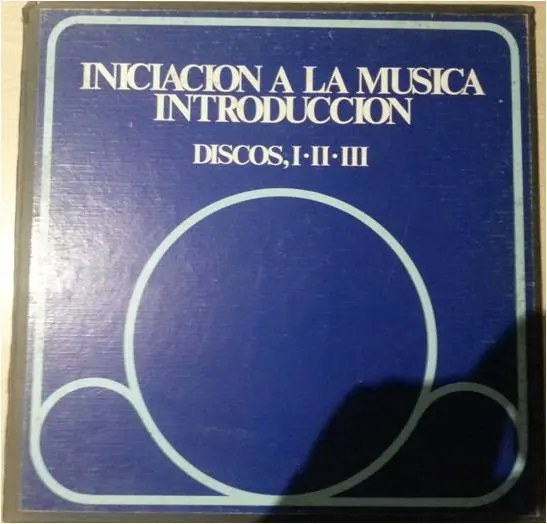 INICIACION A LA MUSICA
INTRODUCCION
DISCOS, I·II·III